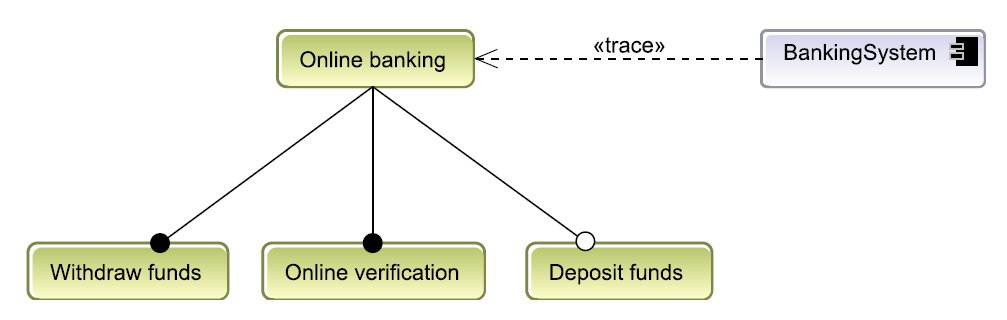 Online banking
«trace»
BankingSystem
Withdraw funds
Online verification
Deposit funds